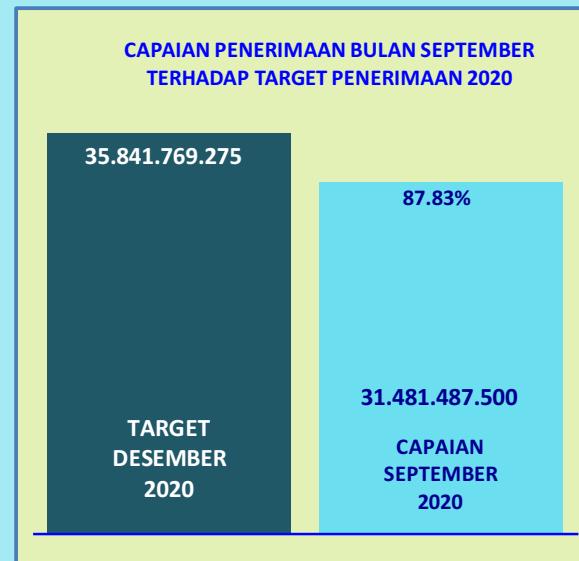 CAPAIAN PENERIMAAN BULAN SEPTEMBER
TERHADAP TARGET PENERIMAAN 2020
35.841.769.275
TARGET
DESEMBER
2020
87.83%
31.481.487.500
CAPAIAN
SEPTEMBER
2020